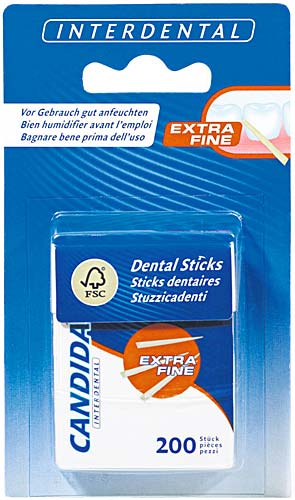 INTERDENTAL
Vor Gebrauch gut anfeuchten
Bien humidifier avant l'emploi
Bagnare bene prima dell'uso
EXTRA
FINE
FSC
Dental Sticks
Sticks dentaires
Stuzzicadenti
CANDIDA
INTERDENTAL
EXTRA
FINE
200 Stück
pièces
pezzi